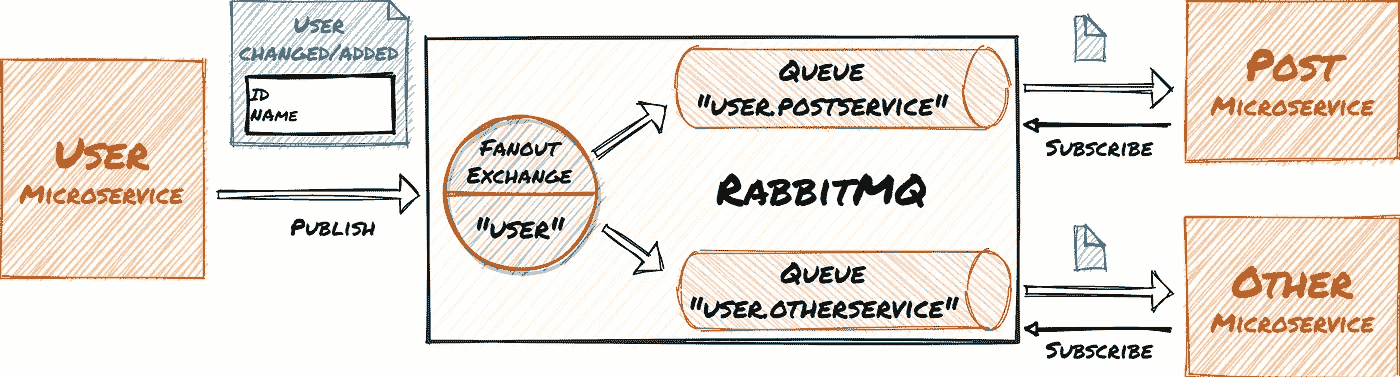 USER
CHANGED/ADDED
ID
NAME
USER
MICROSERVICE
PUBLISH
FANOUT
EXCHANGE
"USER"
QUEUE
"USER.POSTSERVICE"
RABBITMQ
QUEUE
"USER.OTHERSERVICE"
SUBSCRIBE
POST
MICROSERVICE
SUBSCRIBE
OTHER
MICROSERVICE